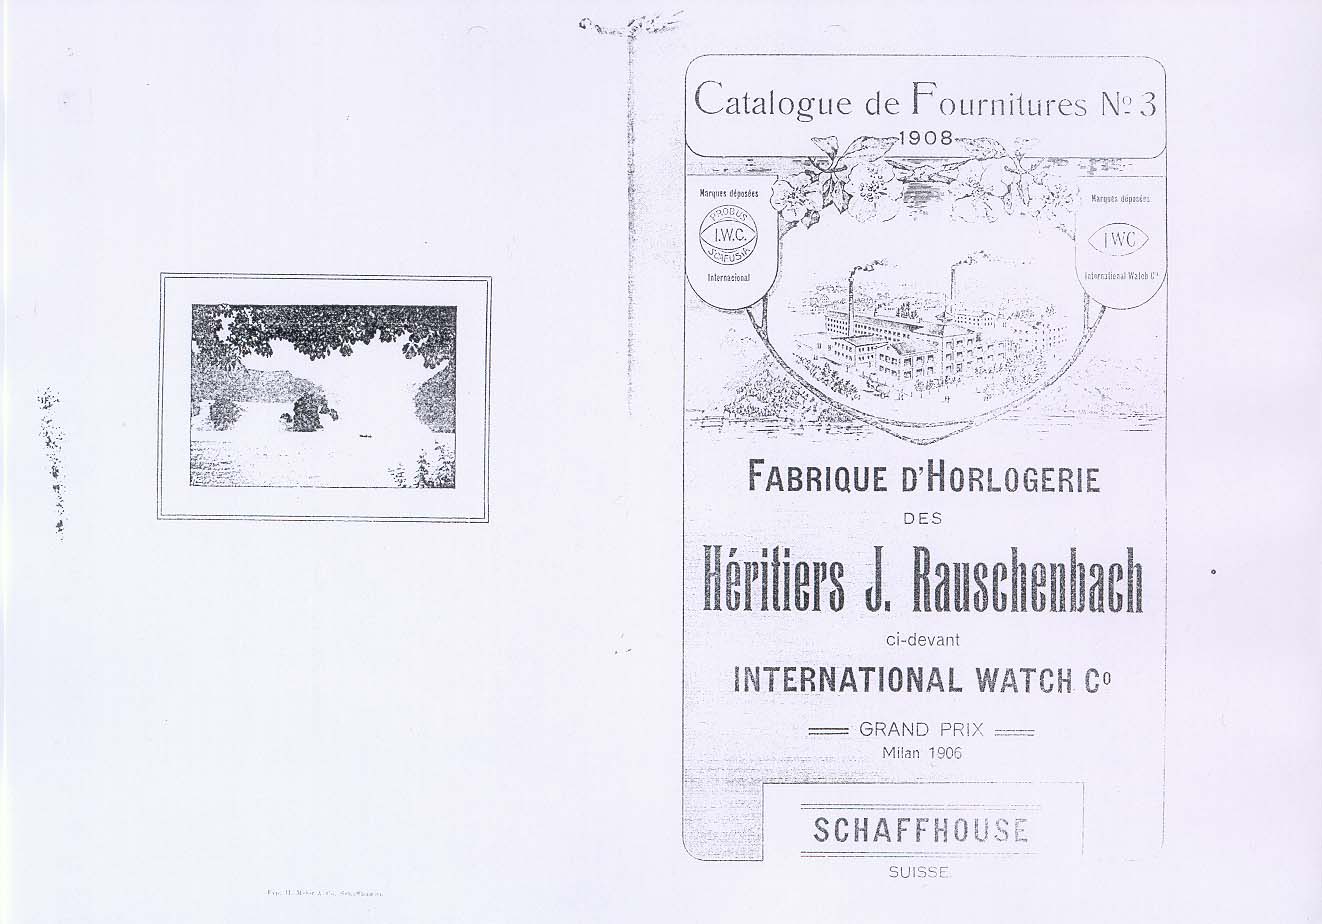 Catalogue de Fournitures Nº 3
1908
Marques déposées
PROBUS
I.W.C.
SCAFUSIA
Internacional
Marques déposées
IWC
International Watch Cº
FABRIQUE D'HORLOGERIE
DES
Héritiers J. Rauschenbach
ci-devant
INTERNATIONAL WATCH Cº
GRAND PRIX
Milan 1906
SCHAFFHOUSE
SUISSE.